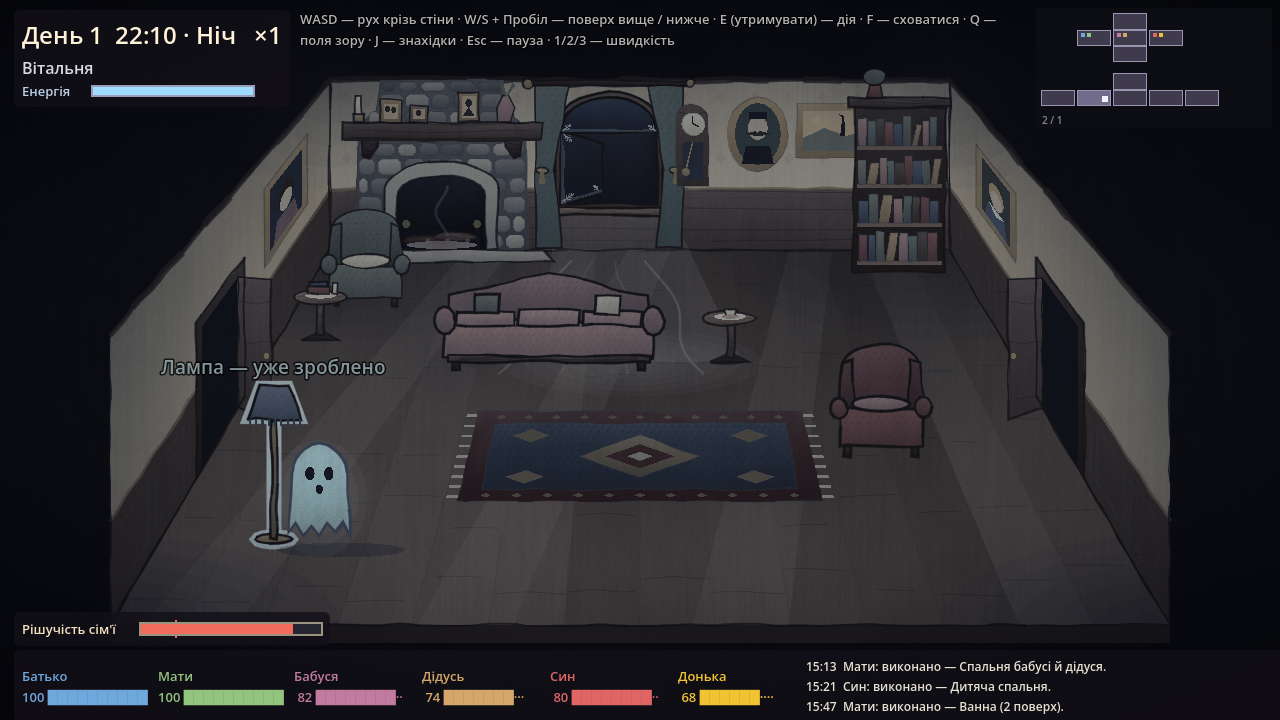 День 1 22:10 · Ніч ×1
Вітальня
Енергія
WASD — рух крізь стіни · W/S + Пробіл — поверх вище / нижче · E (утримувати) — дія · F — сховатися · Q —
поля зору · J — знахідки · Esc — пауза · 1/2/3 — швидкість
2 / 1
Лампа — уже зроблено
Рішучість сім'ї
Батько Мати Бабуся Дідусь Син Донька
100 100 82 74 80 68
15:13 Мати: виконано — Спальня бабусі й дідуся.
15:21 Син: виконано — Дитяча спальня.
15:47 Мати: виконано — Ванна (2 поверх).